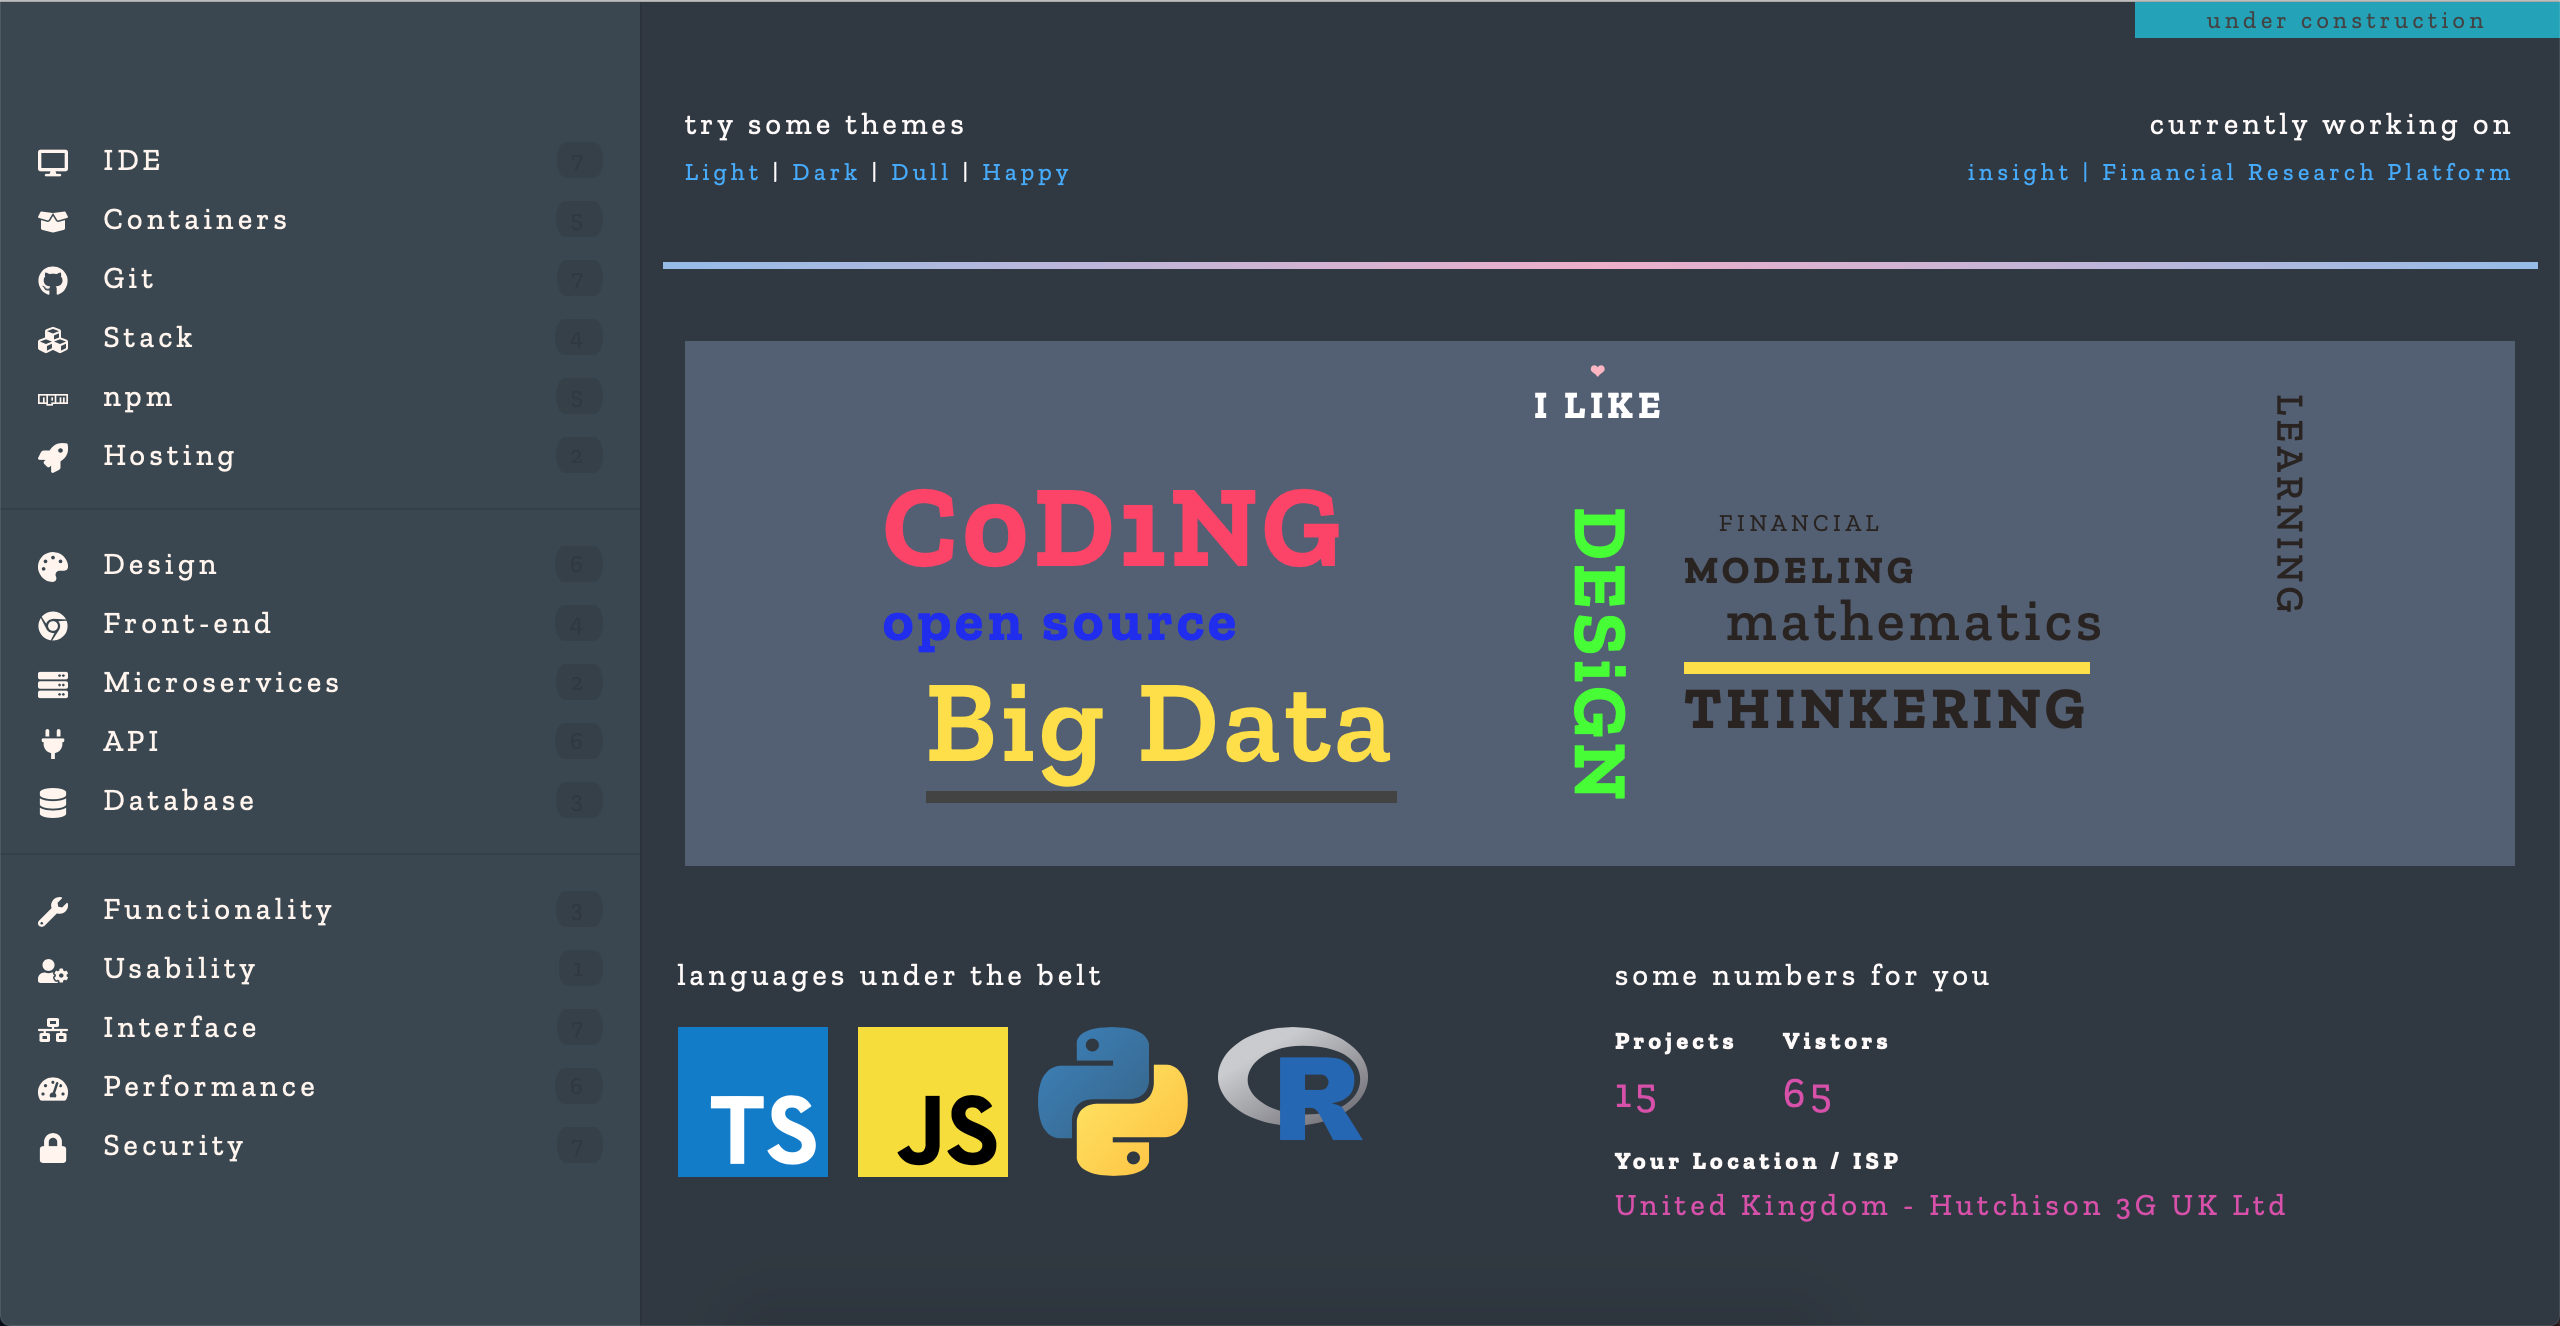 under construction
IDE 7
Containers 5
Git 7
Stack 4
npm 5
Hosting 2
Design 6
Front-end 4
Microservices 2
API 6
Database 3
Functionality 3
Usability 1
Interface 7
Performance 6
Security 7
try some themes
Light | Dark | Dull | Happy
currently working on
insight | Financial Research Platform
I LIKE
CoDiNG
open source
Big Data
DESiGN
FINANCIAL
MODELING
mathematics
THINKERING
LEARNING
languages under the belt
TS JS R
some numbers for you
Projects Vistors
15 65
Your Location / ISP
United Kingdom - Hutchison 3G UK Ltd